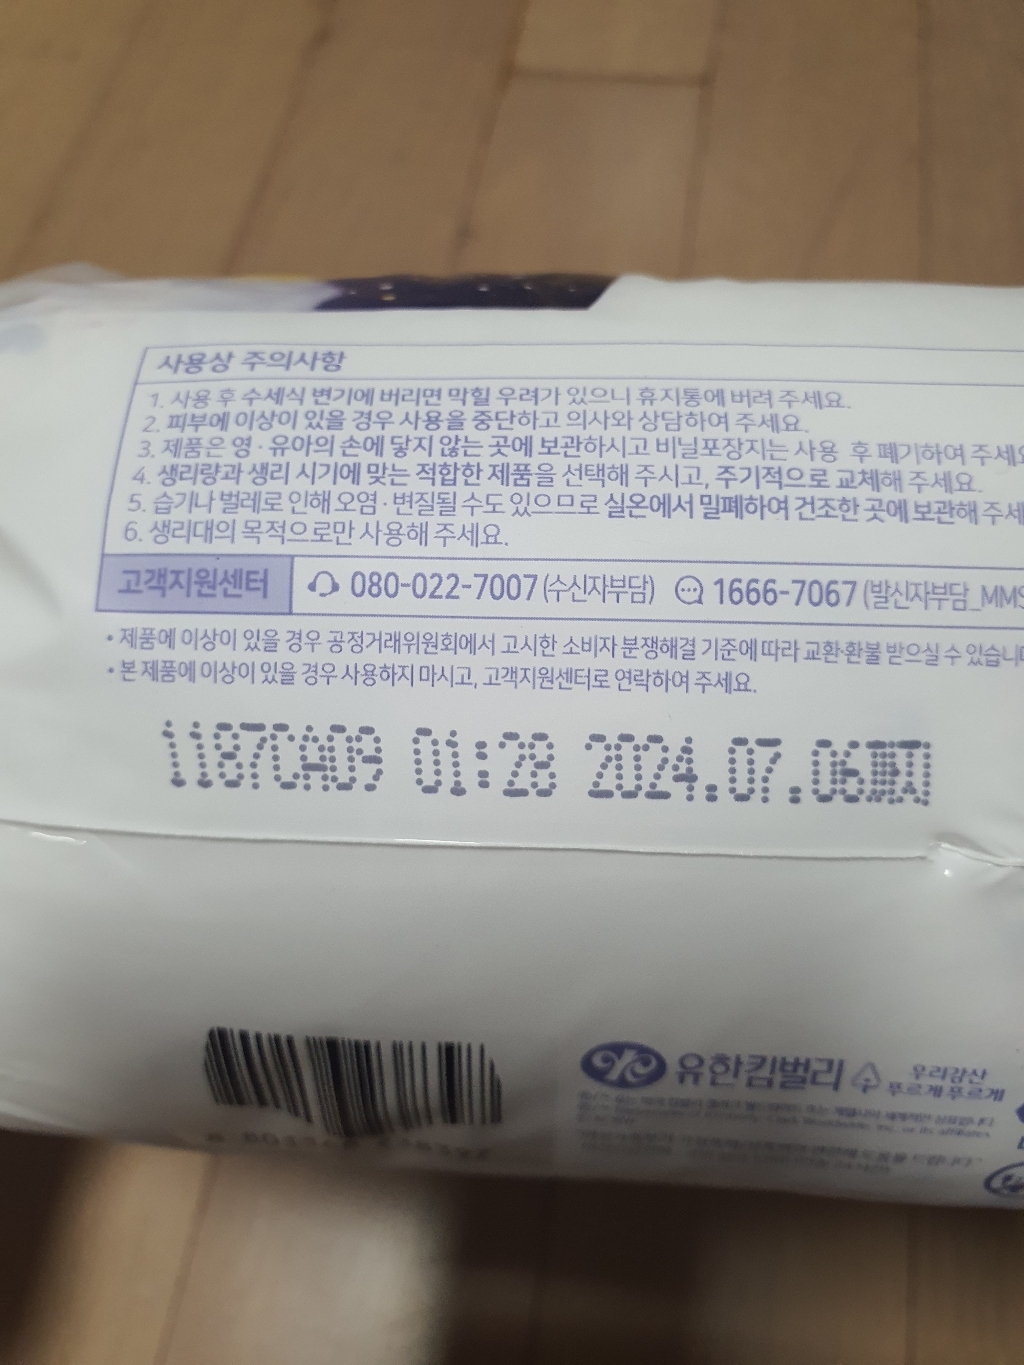 사용상 주의사항
1. 사용 후 수세식 변기에 버리면 막힐 우려가 있으니 휴지통에 버려 주세요.
2. 피부에 이상이 있을 경우 사용을 중단하고 의사와 상담하여 주세요.
3. 제품은 영·유아의 손에 닿지 않는 곳에 보관하시고 비닐포장지는 사용 후 폐기하여 주세요
4. 생리량과 생리 시기에 맞는 적합한 제품을 선택해 주시고, 주기적으로 교체해 주세요.
5. 습기나 벌레로 인해 오염·변질될 수도 있으므로 실온에서 밀폐하여 건조한 곳에 보관해 주세
6. 생리대의 목적으로만 사용해 주세요.
고객지원센터 080-022-7007 (수신자부담) 1666-7067 (발신자부담_MMS
• 제품에 이상이 있을 경우 공정거래위원회에서 고시한 소비자 분쟁해결 기준에 따라 교환·환불 받으실 수 있습니다
• 본 제품에 이상이 있을 경우 사용하지 마시고, 고객지원센터로 연락하여 주세요.
01:28 2024.07.06
유한킴벌리 우리강산
푸르게 푸르게